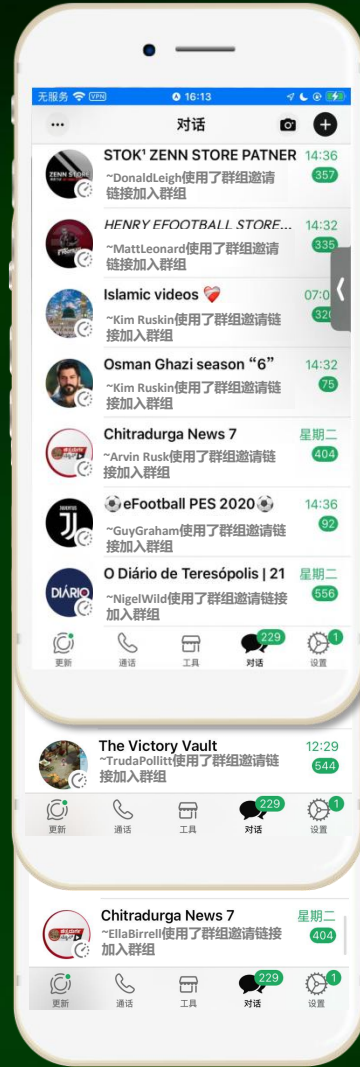 无服务 VPN 16:13
... 对话
STOK¹ ZENN STORE PATNER 14:36
ZENN STORE
~DonaldLeigh使用了群组邀请 357
链接加入群组
HENRY EFOOTBALL STORE... 14:32
~MattLeonard使用了群组邀请 335
链接加入群组
Islamic videos
~Kim Ruskin使用了群组邀请链
接加入群组
Osman Ghazi season “6” 14:32
~Kim Ruskin使用了群组邀请链 75
接加入群组
Chitradurga News 7 星期二
~Arvin Rusk使用了群组邀请链 404
接加入群组
⚽eFootball PES 2020⚽ 14:36
JUVENTUS
~GuyGraham使用了群组邀请链 92
接加入群组
O Diário de Teresópolis | 21 星期二
DIÁRIO
~NigelWild使用了群组邀请链接 556
加入群组
229 1
更新 通话 工具 对话 设置
The Victory Vault 12:29
~TrudaPollitt使用了群组邀请链 544
接加入群组
229 1
更新 通话 工具 对话 设置
Chitradurga News 7 星期二
~EllaBirrell使用了群组邀请链接 404
加入群组
229 1
更新 通话 工具 对话 设置